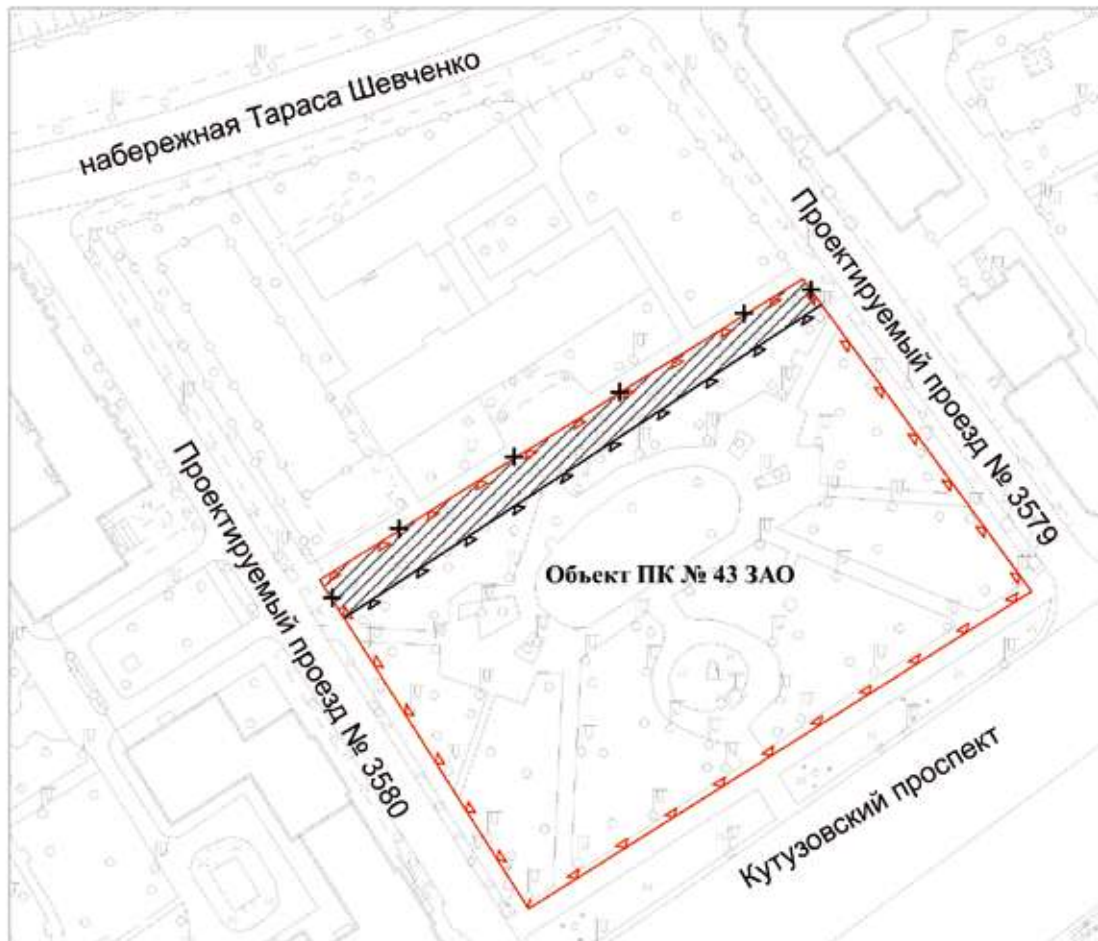 набережная Тараса Шевченко
Проектируемый проезд № 3579
Объект ПК № 43 ЗАО
Проектируемый проезд № 3580
Кутузовский проспект